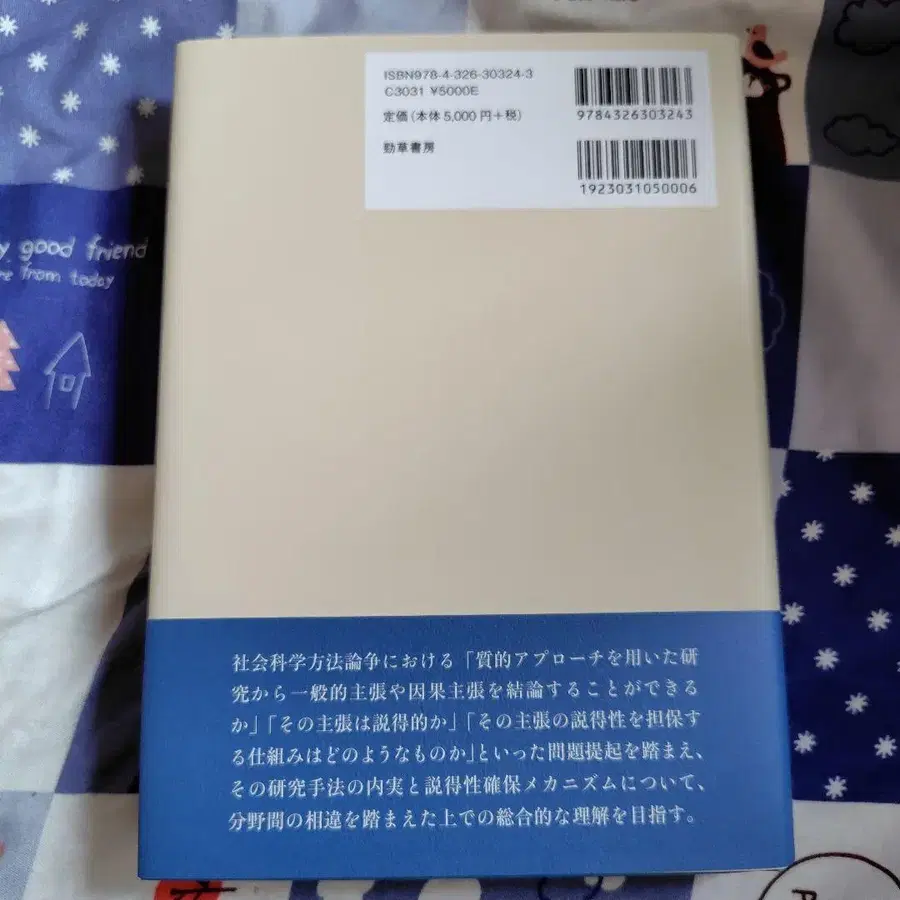 ISBN978-4-326-30324-3
C3031 ¥5000E
定価(本体5,000円+税)
勁草書房
9784326303243
1923031050006
good friend
from today
社会科学方法論争における「質的アプローチを用いた研
究から一般的主張や因果主張を結論することができる
か」「その主張は説得的か」「その主張の説得性を担保す
る仕組みはどのようなものか」といった問題提起を踏まえ、
その研究手法の内実と説得性確保メカニズムについて、
分野間の相違を踏まえた上での総合的な理解を目指す。